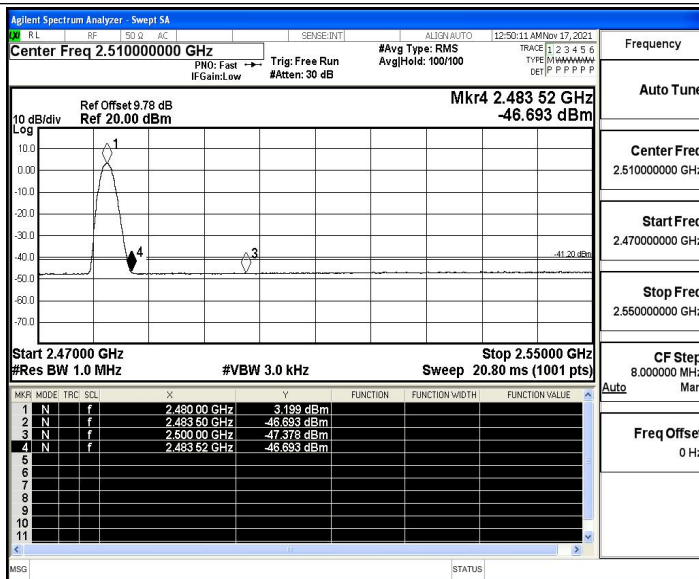 Agilent Spectrum Analyzer - Swept SA
RL RF 50 Ω AC SENSE:INT ALIGN AUTO 12:50:11 AM Nov 17, 2021
Center Freq 2.510000000 GHz
PNO: Fast
IFGain:Low
Trig: Free Run
#Atten: 30 dB
#Avg Type: RMS
Avg|Hold: 100/100
TRACE 1 2 3 4 5 6
TYPE M
DET P P P P P P
Frequency
Auto Tune
Mkr4 2.483 52 GHz
-46.693 dBm
Ref Offset 9.78 dB
10 dB/div Ref 20.00 dBm
Log
10.0
0.00
-10.0
-20.0
-30.0
-40.0
-50.0
-60.0
-70.0
1
4
3
-41.20 dBm
Center Freq
2.510000000 GHz
Start Freq
2.470000000 GHz
Stop Freq
2.550000000 GHz
CF Step
8.000000 MHz
Auto Man
Freq Offset
0 Hz
Start 2.47000 GHz Stop 2.55000 GHz
#Res BW 1.0 MHz #VBW 3.0 kHz Sweep 20.80 ms (1001 pts)
MKR MODE TRC SCL X Y FUNCTION FUNCTION WIDTH FUNCTION VALUE
1 N f 2.480 00 GHz 3.199 dBm
2 N f 2.483 50 GHz -46.693 dBm
3 N f 2.500 00 GHz -47.378 dBm
4 N f 2.483 52 GHz -46.693 dBm
5
6
7
8
9
10
11
MSG STATUS